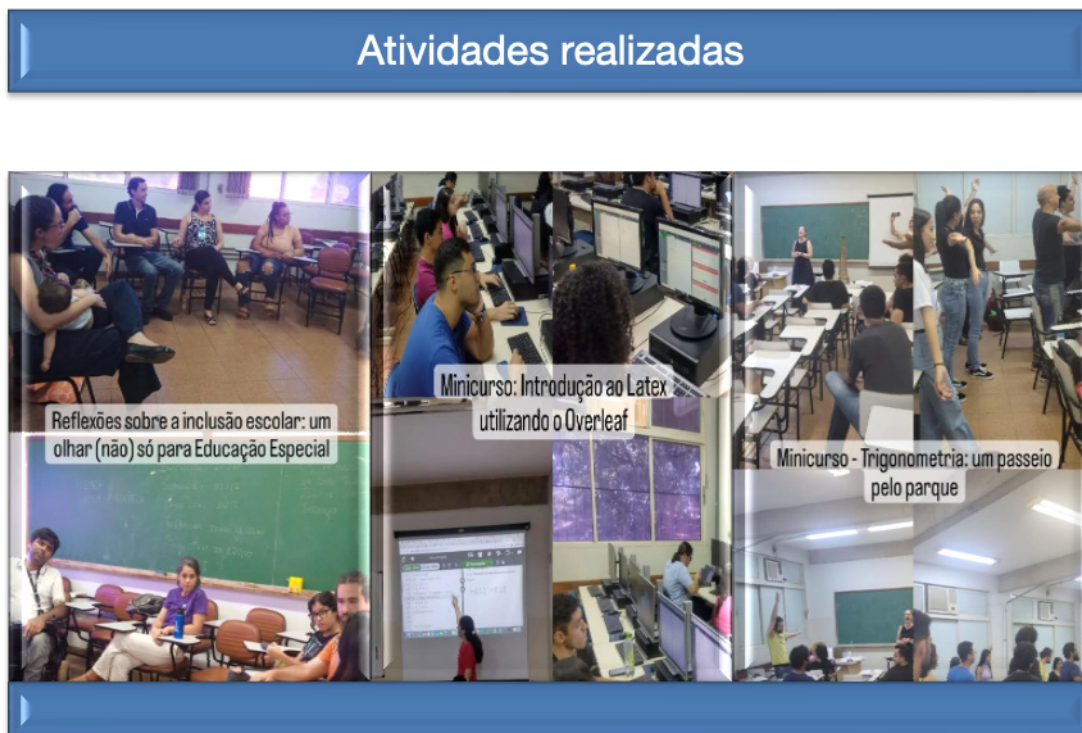 Atividades realizadas
Reflexões sobre a inclusão escolar: um
olhar (não) só para Educação Especial
Minicurso: Introdução ao Latex
utilizando o Overleaf
Minicurso - Trigonometria: um passeio
pelo parque